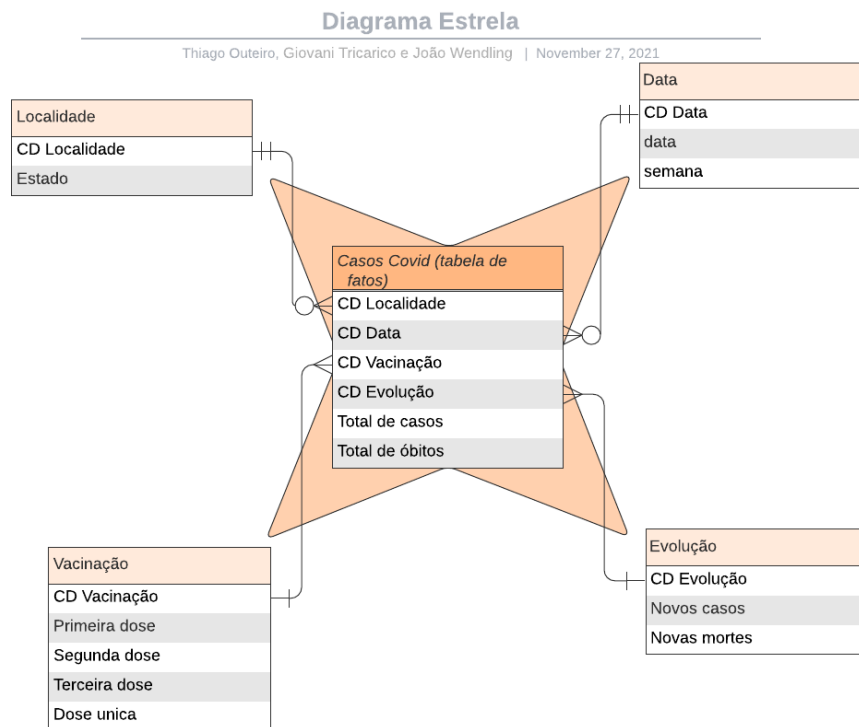 Diagrama Estrela
Thiago Outeiro, Giovani Tricarico e João Wendling | November 27, 2021
Localidade
CD Localidade
Estado
Data
CD Data
data
semana
Casos Covid (tabela de
fatos)
CD Localidade
CD Data
CD Vacinação
CD Evolução
Total de casos
Total de óbitos
Vacinação
CD Vacinação
Primeira dose
Segunda dose
Terceira dose
Dose unica
Evolução
CD Evolução
Novos casos
Novas mortes